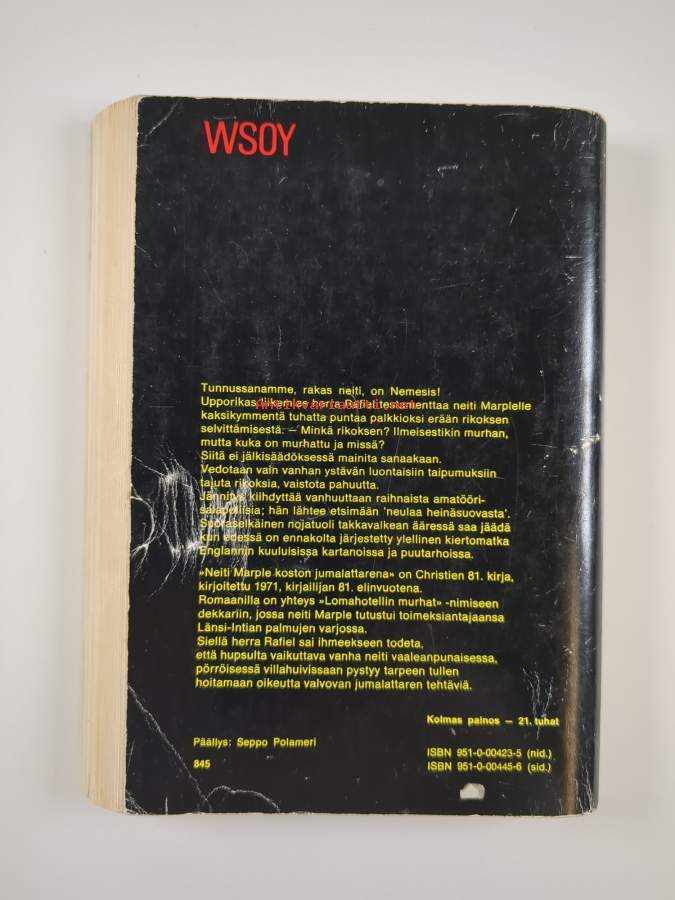 WSOY
Tunnussanamme, rakas neiti, on Nemesis!
Upporikas liikemies herra Rafiel testamenttaa neiti Marplelle
kaksikymmentä tuhatta puntaa palkkioksi erään rikoksen
selvittämisestä. — Minkä rikoksen? Ilmeisestikin murhan,
mutta kuka on murhattu ja missä?
Siitä ei jälkisäädöksessä mainita sanaakaan.
Vedotaan vain vanhan ystävän luontaisiin taipumuksiin
tajuta rikoksia, vaistota pahuutta.
Jännitys kiihdyttää vanhuuttaan raihnaista amatööri-
salapoliisia; hän lähtee etsimään 'neulaa heinäsuovasta'.
Suoraselkäinen nojatuoli takkavalkean ääressä saa jäädä
kun edessä on ennakolta järjestetty ylellinen kiertomatka
Englannin kuuluisissa kartanoissa ja puutarhoissa.
»Neiti Marple koston jumalattarena» on Christien 81. kirja,
kirjoitettu 1971, kirjailijan 81. elinvuotena.
Romaanilla on yhteys »Lomahotellin murhat» -nimiseen
dekkariin, jossa neiti Marple tutustui toimeksiantajaansa
Länsi-Intian palmujen varjossa.
Siellä herra Rafiel sai ihmeekseen todeta,
että hupsulta vaikuttava vanha neiti vaaleanpunaisessa,
pörröisessä villahuivissaan pystyy tarpeen tullen
hoitamaan oikeutta valvovan jumalattaren tehtäviä.
Kolmas painos — 21. tuhat
Päällys: Seppo Polameri
845
ISBN 951-0-00423-5 (nid.)
ISBN 951-0-00445-6 (sid.)